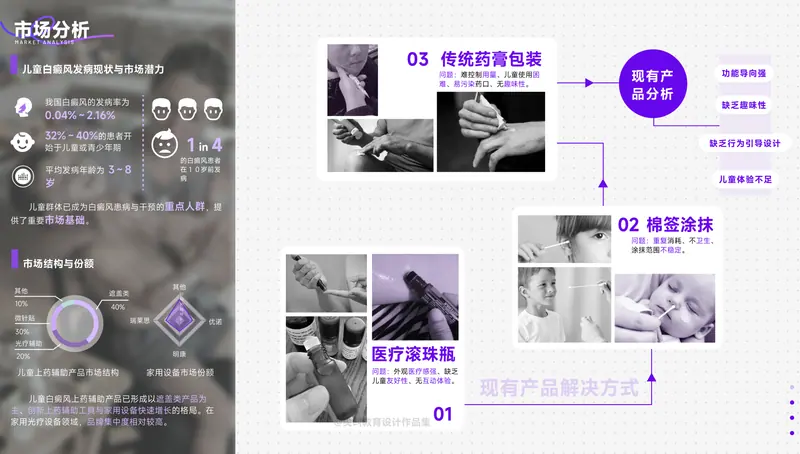 市场分析
MARKET ANALYSIS
儿童白癜风发病现状与市场潜力
我国白癜风的发病率为
0.04%~2.16%
32%~40%的患者开
始于儿童或青少年期
平均发病年龄为 3~8
岁
1 in 4
的白癜风患者
在10岁前发
病
儿童群体已成为白癜风患病与干预的重点人群，提
供了重要市场基础。
市场结构与份额
其他
10%
微针贴
30%
光疗辅助
20%
遮盖类
40%
儿童上药辅助产品市场结构
其他
瑞莱思
优诺
明康
家用设备市场份额
儿童白癜风上药辅助产品已形成以遮盖类产品为
主、创新上药辅助工具与家用设备快速增长的格局。在
家用光疗设备领域，品牌集中度相对较高。
03 传统药膏包装
问题：难控制用量，儿童使用困
难、易污染药口、无趣味性。
现有产
品分析
功能导向强
缺乏趣味性
缺乏行为引导设计
儿童体验不足
02 棉签涂抹
问题：重复消耗、不卫生，
涂抹范围不稳定。
医疗滚珠瓶
问题：外观医疗感强、缺乏
儿童友好性，无互动体验。
01
现有产品解决方式